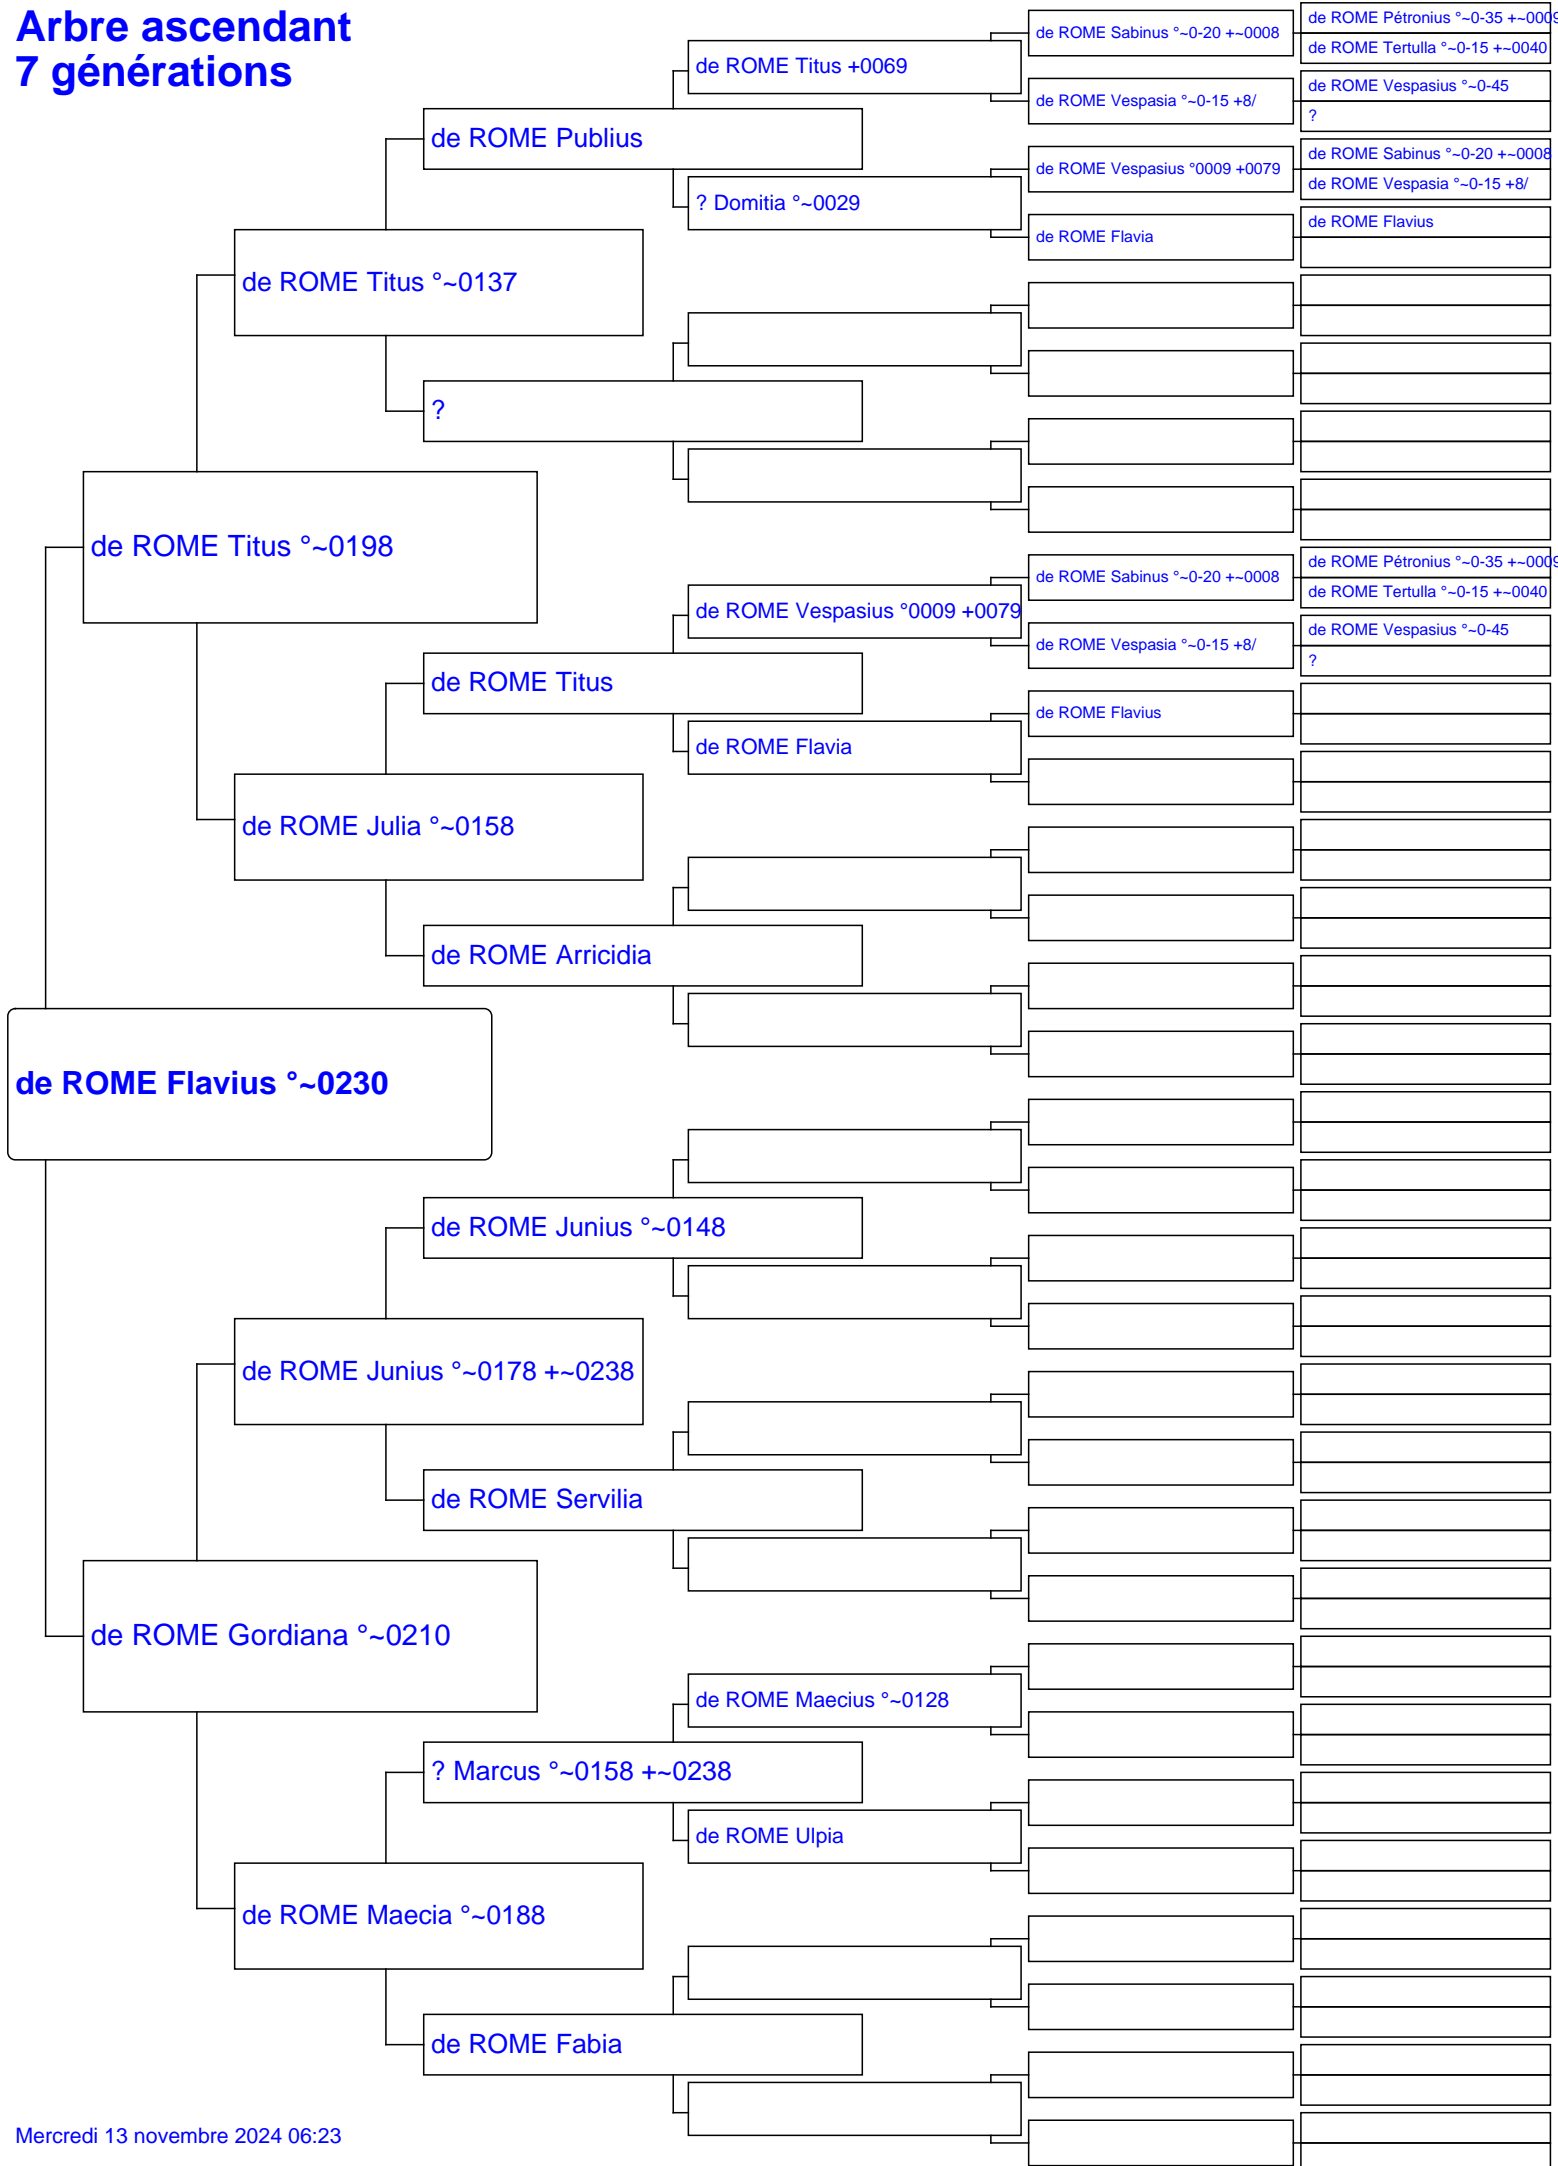 Arbre ascendant
7 générations
de ROME Pétronius °~0-35 +~0009
de ROME Sabinus °~0-20 +~0008
de ROME Tertulla °~0-15 +~0040
de ROME Titus +0069
de ROME Vespasius °~0-45
de ROME Vespasia °~0-15 +8/
?
de ROME Publius
de ROME Sabinus °~0-20 +~0008
de ROME Vespasius °0009 +0079
de ROME Vespasia °~0-15 +8/
? Domitia °~0029
de ROME Flavius
de ROME Flavia
de ROME Titus °~0137
?
de ROME Titus °~0198
de ROME Pétronius °~0-35 +~0009
de ROME Sabinus °~0-20 +~0008
de ROME Tertulla °~0-15 +~0040
de ROME Vespasius °0009 +0079
de ROME Vespasius °~0-45
de ROME Vespasia °~0-15 +8/
?
de ROME Titus
de ROME Flavius
de ROME Flavia
de ROME Julia °~0158
de ROME Arricidia
de ROME Flavius °~0230
de ROME Junius °~0148
de ROME Junius °~0178 +~0238
de ROME Servilia
de ROME Gordiana °~0210
de ROME Maecius °~0128
? Marcus °~0158 +~0238
de ROME Ulpia
de ROME Maecia °~0188
de ROME Fabia
Mercredi 13 novembre 2024 06:23